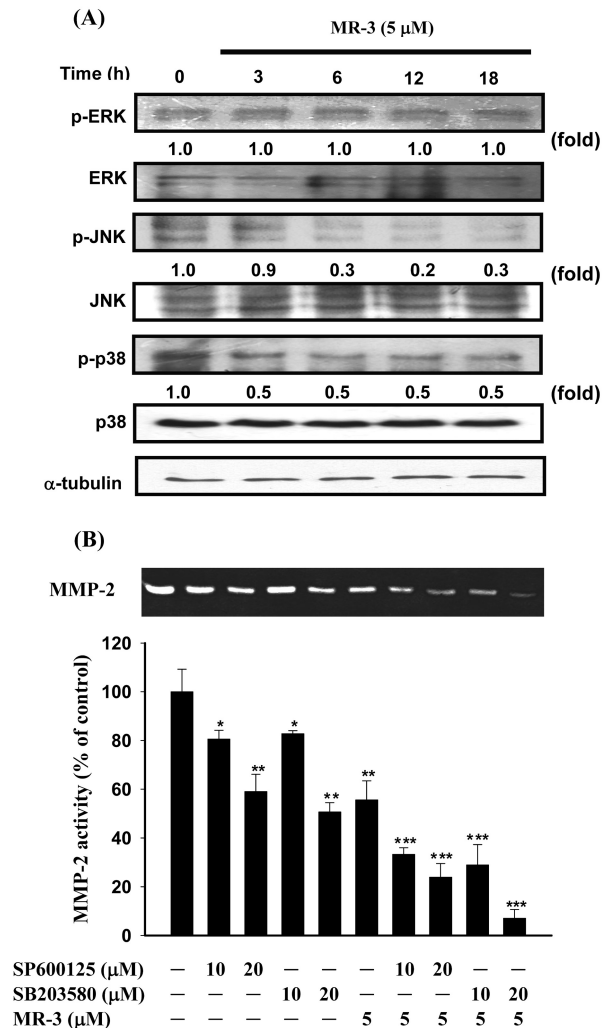 (A)
MR-3 (5 μM)
Time (h) 0 3 6 12 18
p-ERK
(fold)
1.0 1.0 1.0 1.0 1.0
ERK
p-JNK
1.0 0.9 0.3 0.2 0.3 (fold)
JNK
p-p38
1.0 0.5 0.5 0.5 0.5 (fold)
p38
α-tubulin
(B)
MMP-2
MMP-2 activity (% of control)
120
100
80
60
40
20
0
* ** * ** ** *** *** *** ***
SP600125 (μM) – 10 20 – – – 10 20 – –
SB203580 (μM) – – – 10 20 – – – 10 20
MR-3 (μM) – – – – – 5 5 5 5 5